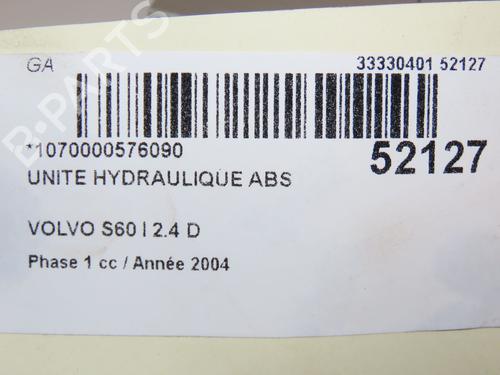 GA
33330401 52127
*1070000576090
52127
UNITE HYDRAULIQUE ABS
VOLVO S60 I 2.4 D
Phase 1 cc / Année 2004
B-PARTS